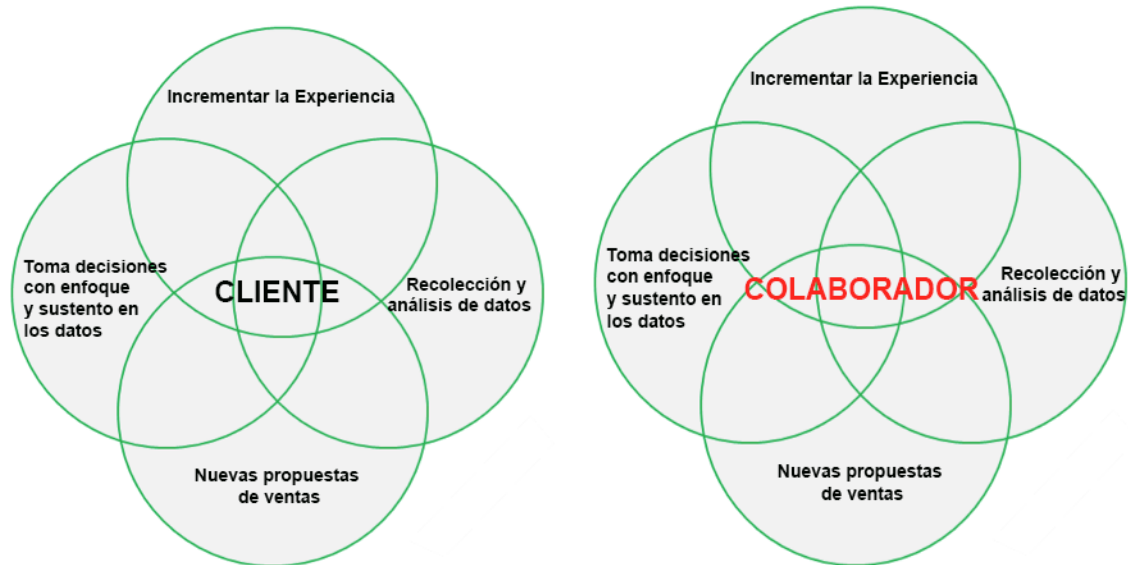 Incrementar la Experiencia
Toma decisiones
con enfoque
y sustento en
los datos
CLIENTE
Recolección y
análisis de datos
Nuevas propuestas
de ventas
Incrementar la Experiencia
Toma decisiones
con enfoque
y sustento en
los datos
COLABORADOR
Recolección y
análisis de datos
Nuevas propuestas
de ventas